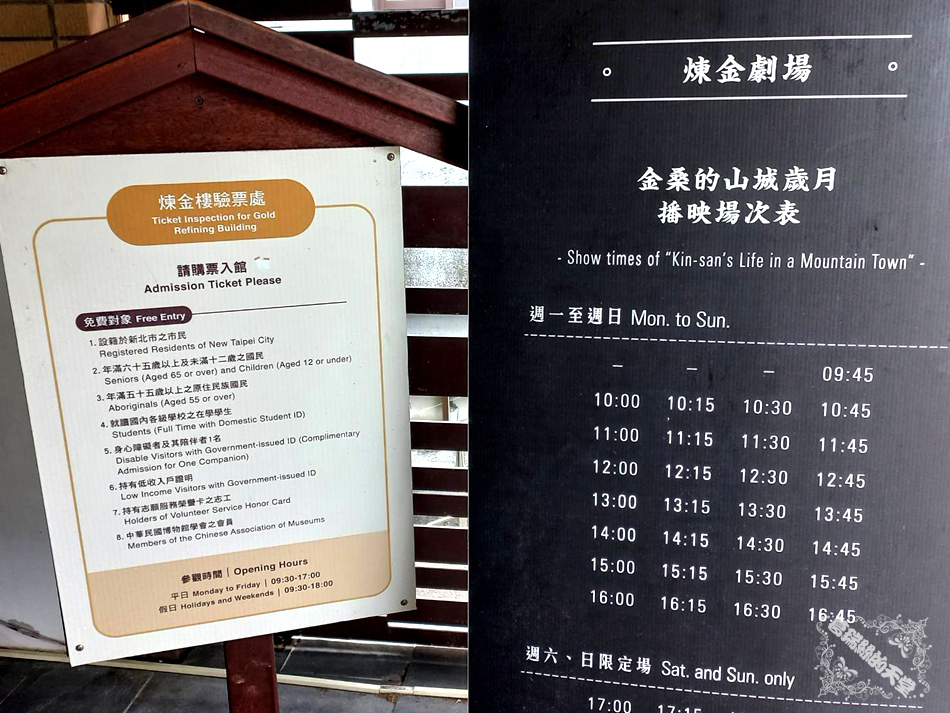 煉金樓驗票處
Ticket Inspection for Gold
Refining Building
請購票入館
Admission Ticket Please
免費對象 Free Entry
1. 設籍於新北市之市民
Registered Residents of New Taipei City
2. 年滿六十五歲以上及未滿十二歲之國民
Seniors (Aged 65 or over) and Children (Aged 12 or under)
3. 年滿五十五歲以上之原住民族國民
Aboriginals (Aged 55 or over)
4. 就讀國內各級學校之在學學生
Students (Full Time with Domestic Student ID)
5. 身心障礙者及其陪伴者1名
Disable Visitors with Government-issued ID (Complimentary
Admission for One Companion)
6. 持有低收入戶證明
Low Income Visitors with Government-issued ID
7. 持有志願服務榮譽卡之志工
Holders of Volunteer Service Honor Card
8. 中華民國博物館學會之會員
Members of the Chinese Association of Museums
參觀時間 | Opening Hours
平日 Monday to Friday | 09:30-17:00
假日 Holidays and Weekends | 09:30-18:00
煉金劇場
金桑的山城歲月
播映場次表
- Show times of "Kin-san's Life in a Mountain Town" -
週一至週日 Mon. to Sun.
– – – 09:45
10:00 10:15 10:30 10:45
11:00 11:15 11:30 11:45
12:00 12:15 12:30 12:45
13:00 13:15 13:30 13:45
14:00 14:15 14:30 14:45
15:00 15:15 15:30 15:45
16:00 16:15 16:30 16:45
週六、日限定場 Sat. and Sun. only
17:00 17:15